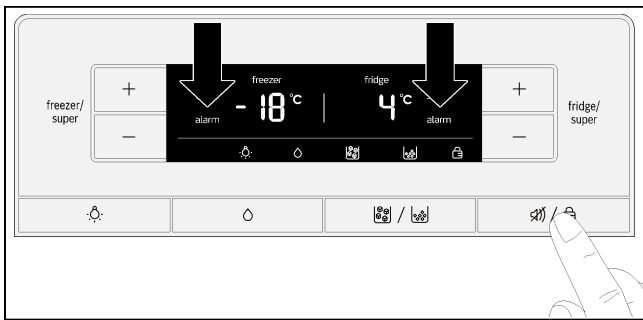 freezer/
super
+
−
freezer
- 18 °C
alarm
fridge
4 °C
alarm
+
−
fridge/
super
/
/